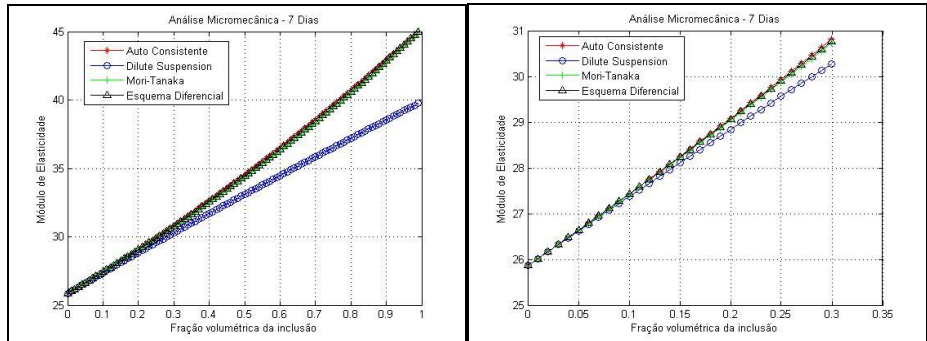 Análise Micromecânica - 7 Dias
45
40
35
30
25
Módulo de Elasticidade
Auto Consistente
Dilute Suspension
Mori-Tanaka
Esquema Diferencial
0 0.1 0.2 0.3 0.4 0.5 0.6 0.7 0.8 0.9 1
Fração volumétrica da inclusão
Análise Micromecânica - 7 Dias
31
30
29
28
27
26
25
Módulo de Elasticidade
Auto Consistente
Dilute Suspension
Mori-Tanaka
Esquema Diferencial
0 0.05 0.1 0.15 0.2 0.25 0.3 0.35
Fração volumétrica da inclusão